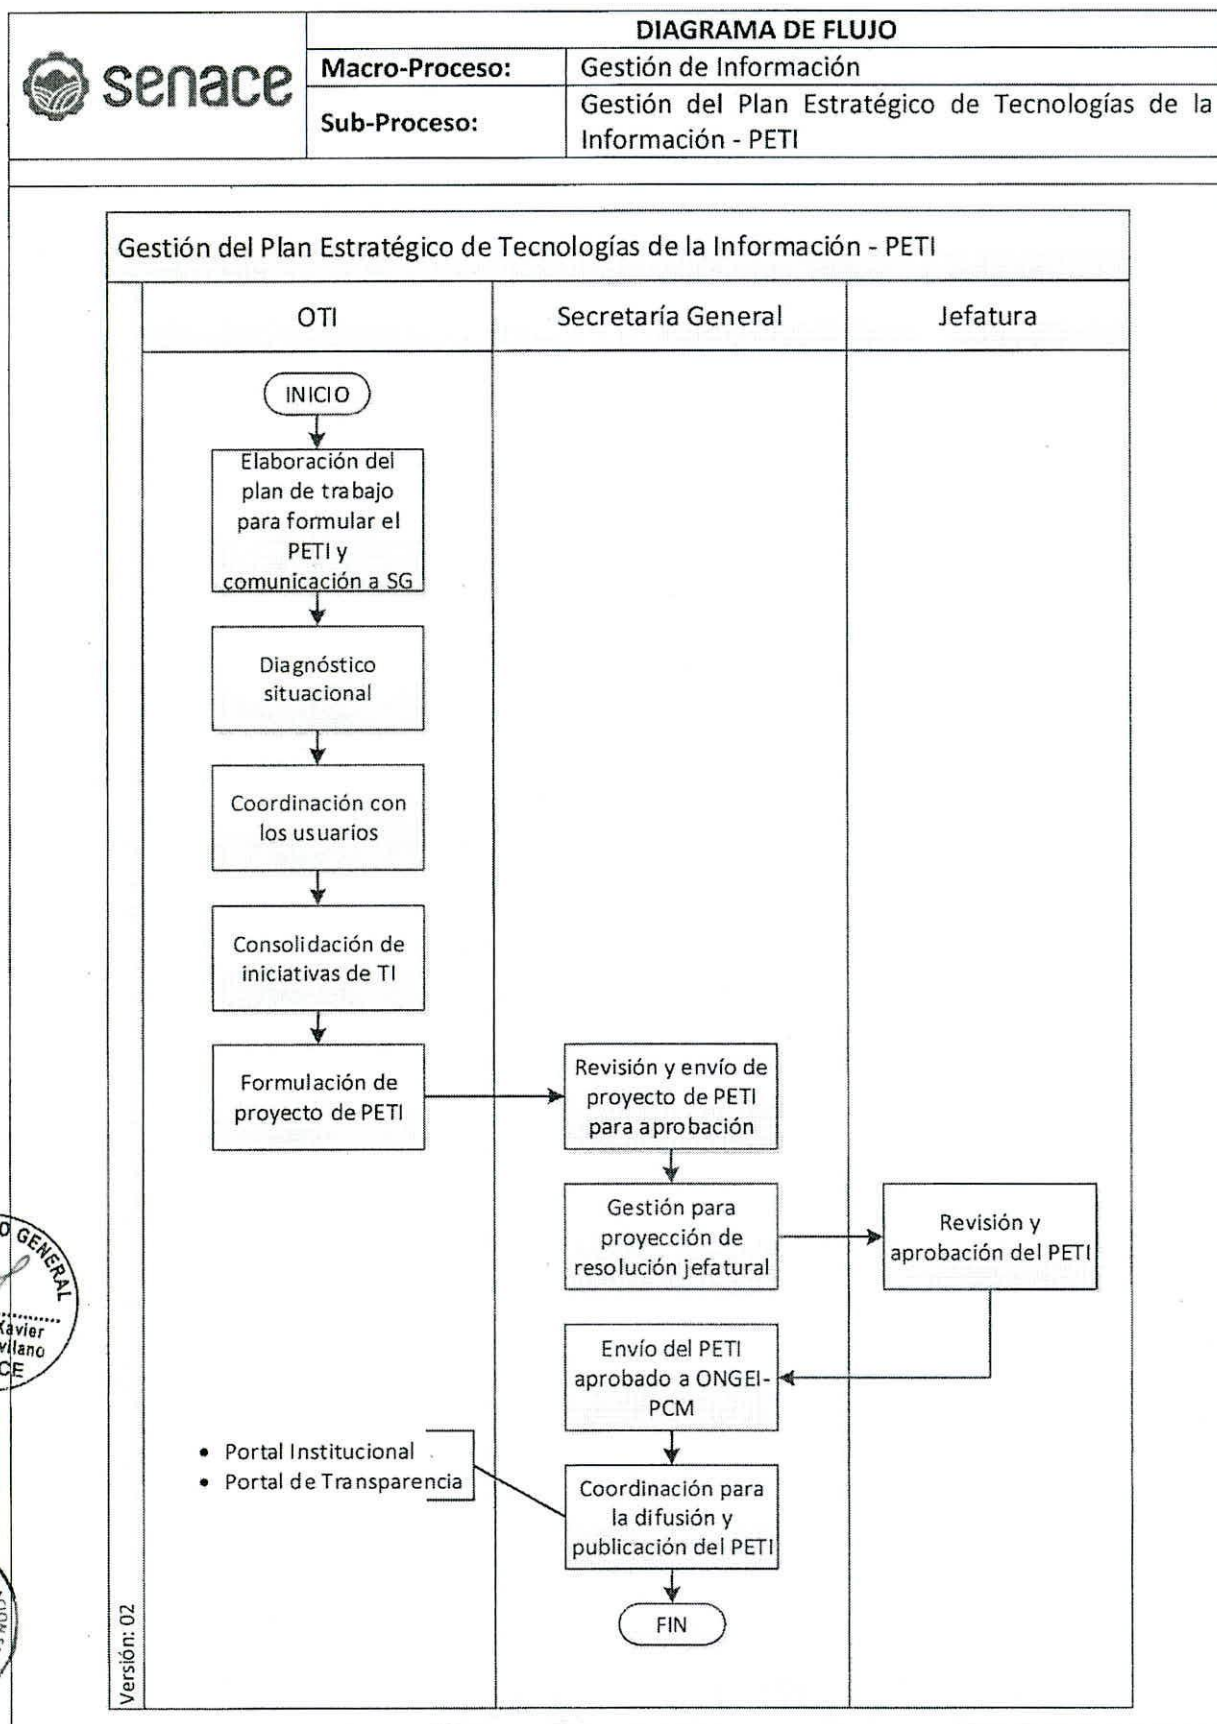 senace
DIAGRAMA DE FLUJO
Macro-Proceso:
Gestión de Información
Sub-Proceso:
Gestión del Plan Estratégico de Tecnologías de la
Información - PETI
Gestión del Plan Estratégico de Tecnologías de la Información - PETI
OTI
Secretaría General
Jefatura
INICIO
Elaboración del
plan de trabajo
para formular el
PETI y
comunicación a SG
Diagnóstico
situacional
Coordinación con
los usuarios
Consolidación de
iniciativas de TI
Formulación de
proyecto de PETI
Revisión y envío de
proyecto de PETI
para aprobación
Gestión para
proyección de
resolución jefatural
Revisión y
aprobación del PETI
Envío del PETI
aprobado a ONGEI-
PCM
• Portal Institucional
• Portal de Transparencia
Coordinación para
la difusión y
publicación del PETI
FIN
Versión: 02
GENERAL
Xavier